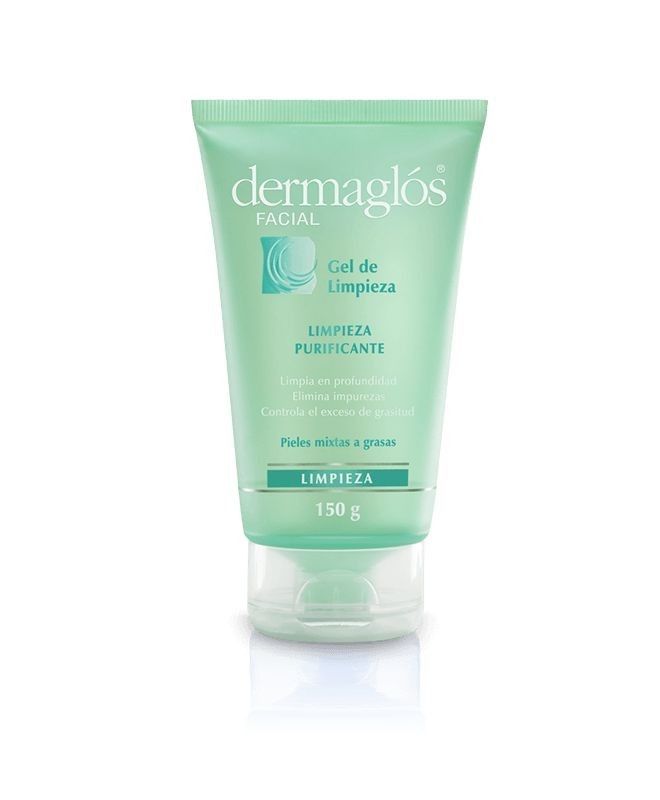 dermaglós®
FACIAL
Gel de
Limpieza
LIMPIEZA
PURIFICANTE
Limpia en profundidad
Elimina impurezas
Controla el exceso de grasitud
Pieles mixtas a grasas
LIMPIEZA
150 g